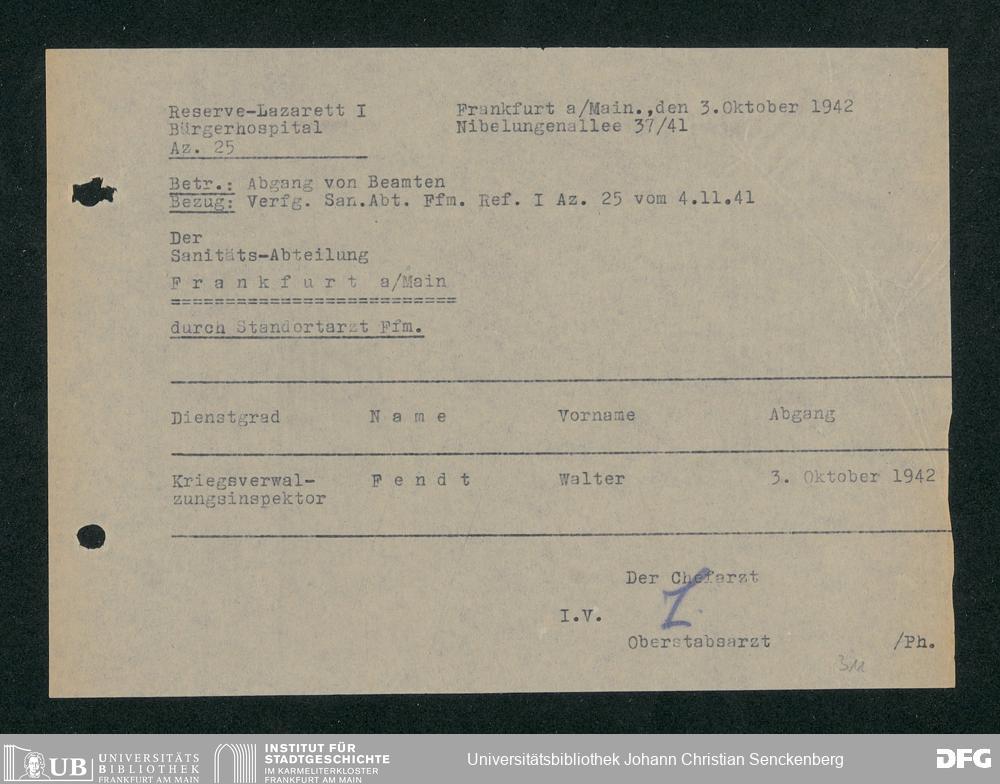 Reserve-Lazarett I
Bürgerhospital
Az. 25
Frankfurt a/Main.,den 3.Oktober 1942
Nibelungenallee 37/41
Betr.: Abgang von Beamten
Bezug: Verfg. San.Abt. Ffm. Ref. I Az. 25 vom 4.11.41
Der
Sanitäts-Abteilung
F r a n k f u r t a/Main
==========================
durch Standortarzt Ffm.
Dienstgrad N a m e Vorname Abgang
Kriegsverwal- F e n d t Walter 3. Oktober 1942
zungsinspektor
Der Chefarzt
I.V.
Oberstabsarzt /Ph.
UB UNIVERSITÄTS
BIBLIOTHEK
FRANKFURT AM MAIN
INSTITUT FÜR
STADTGESCHICHTE
IM KARMELITERKLOSTER
FRANKFURT AM MAIN
Universitätsbibliothek Johann Christian Senckenberg
DFG